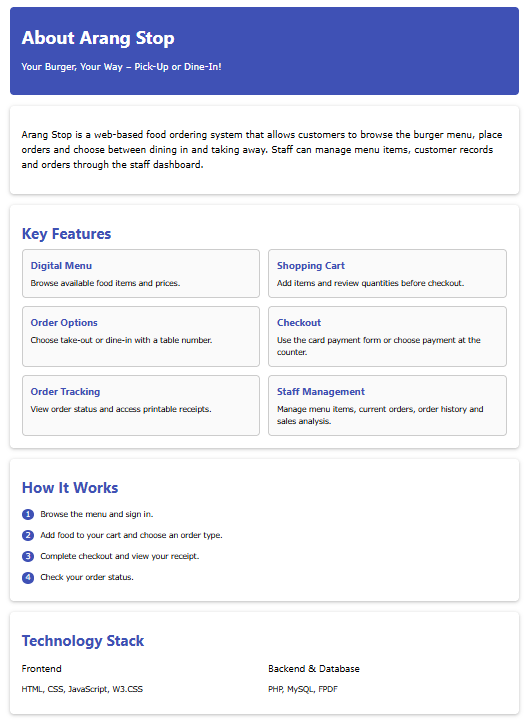 About Arang Stop
Your Burger, Your Way – Pick-Up or Dine-In!
Arang Stop is a web-based food ordering system that allows customers to browse the burger menu, place
orders and choose between dining in and taking away. Staff can manage menu items, customer records
and orders through the staff dashboard.
Key Features
Digital Menu
Browse available food items and prices.
Shopping Cart
Add items and review quantities before checkout.
Order Options
Choose take-out or dine-in with a table number.
Checkout
Use the card payment form or choose payment at the
counter.
Order Tracking
View order status and access printable receipts.
Staff Management
Manage menu items, current orders, order history and
sales analysis.
How It Works
1 Browse the menu and sign in.
2 Add food to your cart and choose an order type.
3 Complete checkout and view your receipt.
4 Check your order status.
Technology Stack
Frontend
HTML, CSS, JavaScript, W3.CSS
Backend & Database
PHP, MySQL, FPDF